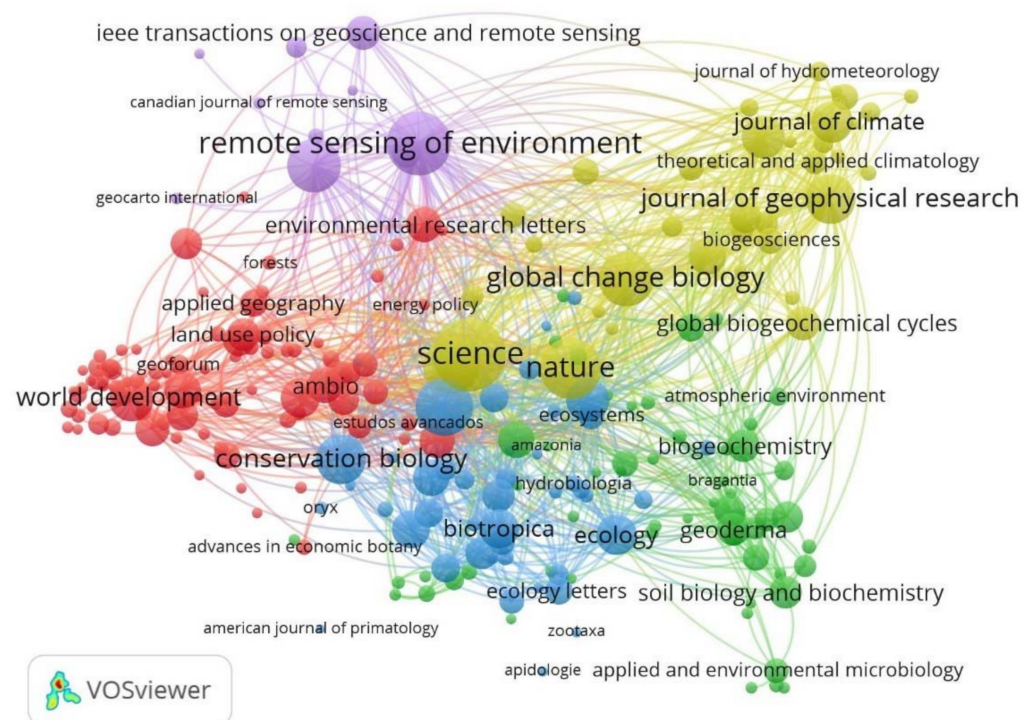 ieee transactions on geoscience and remote sensing
journal of hydrometeorology
canadian journal of remote sensing
journal of climate
remote sensing of environment
theoretical and applied climatology
geocarto international
journal of geophysical research
environmental research letters
biogeosciences
forests
global change biology
applied geography
energy policy
global biogeochemical cycles
land use policy
science
geoforum
nature
ambio
world development
atmospheric environment
estudos avancados
ecosystems
amazonia
biogeochemistry
conservation biology
bragantia
hydrobiologia
oryx
biotropica
ecology
geoderma
advances in economic botany
ecology letters
soil biology and biochemistry
american journal of primatology
zootaxa
apidologie
applied and environmental microbiology
VOSviewer